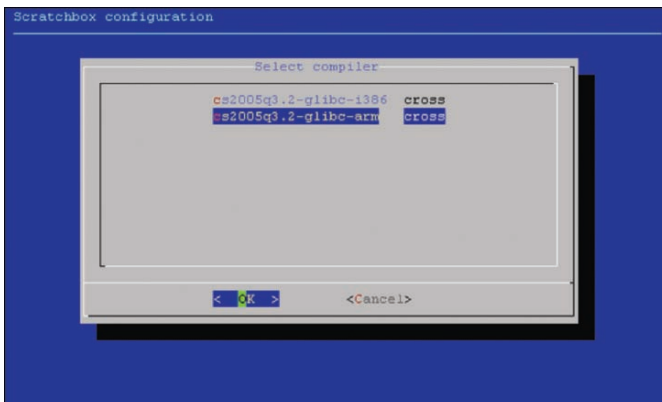 Scratchbox configuration
Select compiler
cs2005q3.2-glibc-i386 cross
cs2005q3.2-glibc-arm cross
< OK > <Cancel>